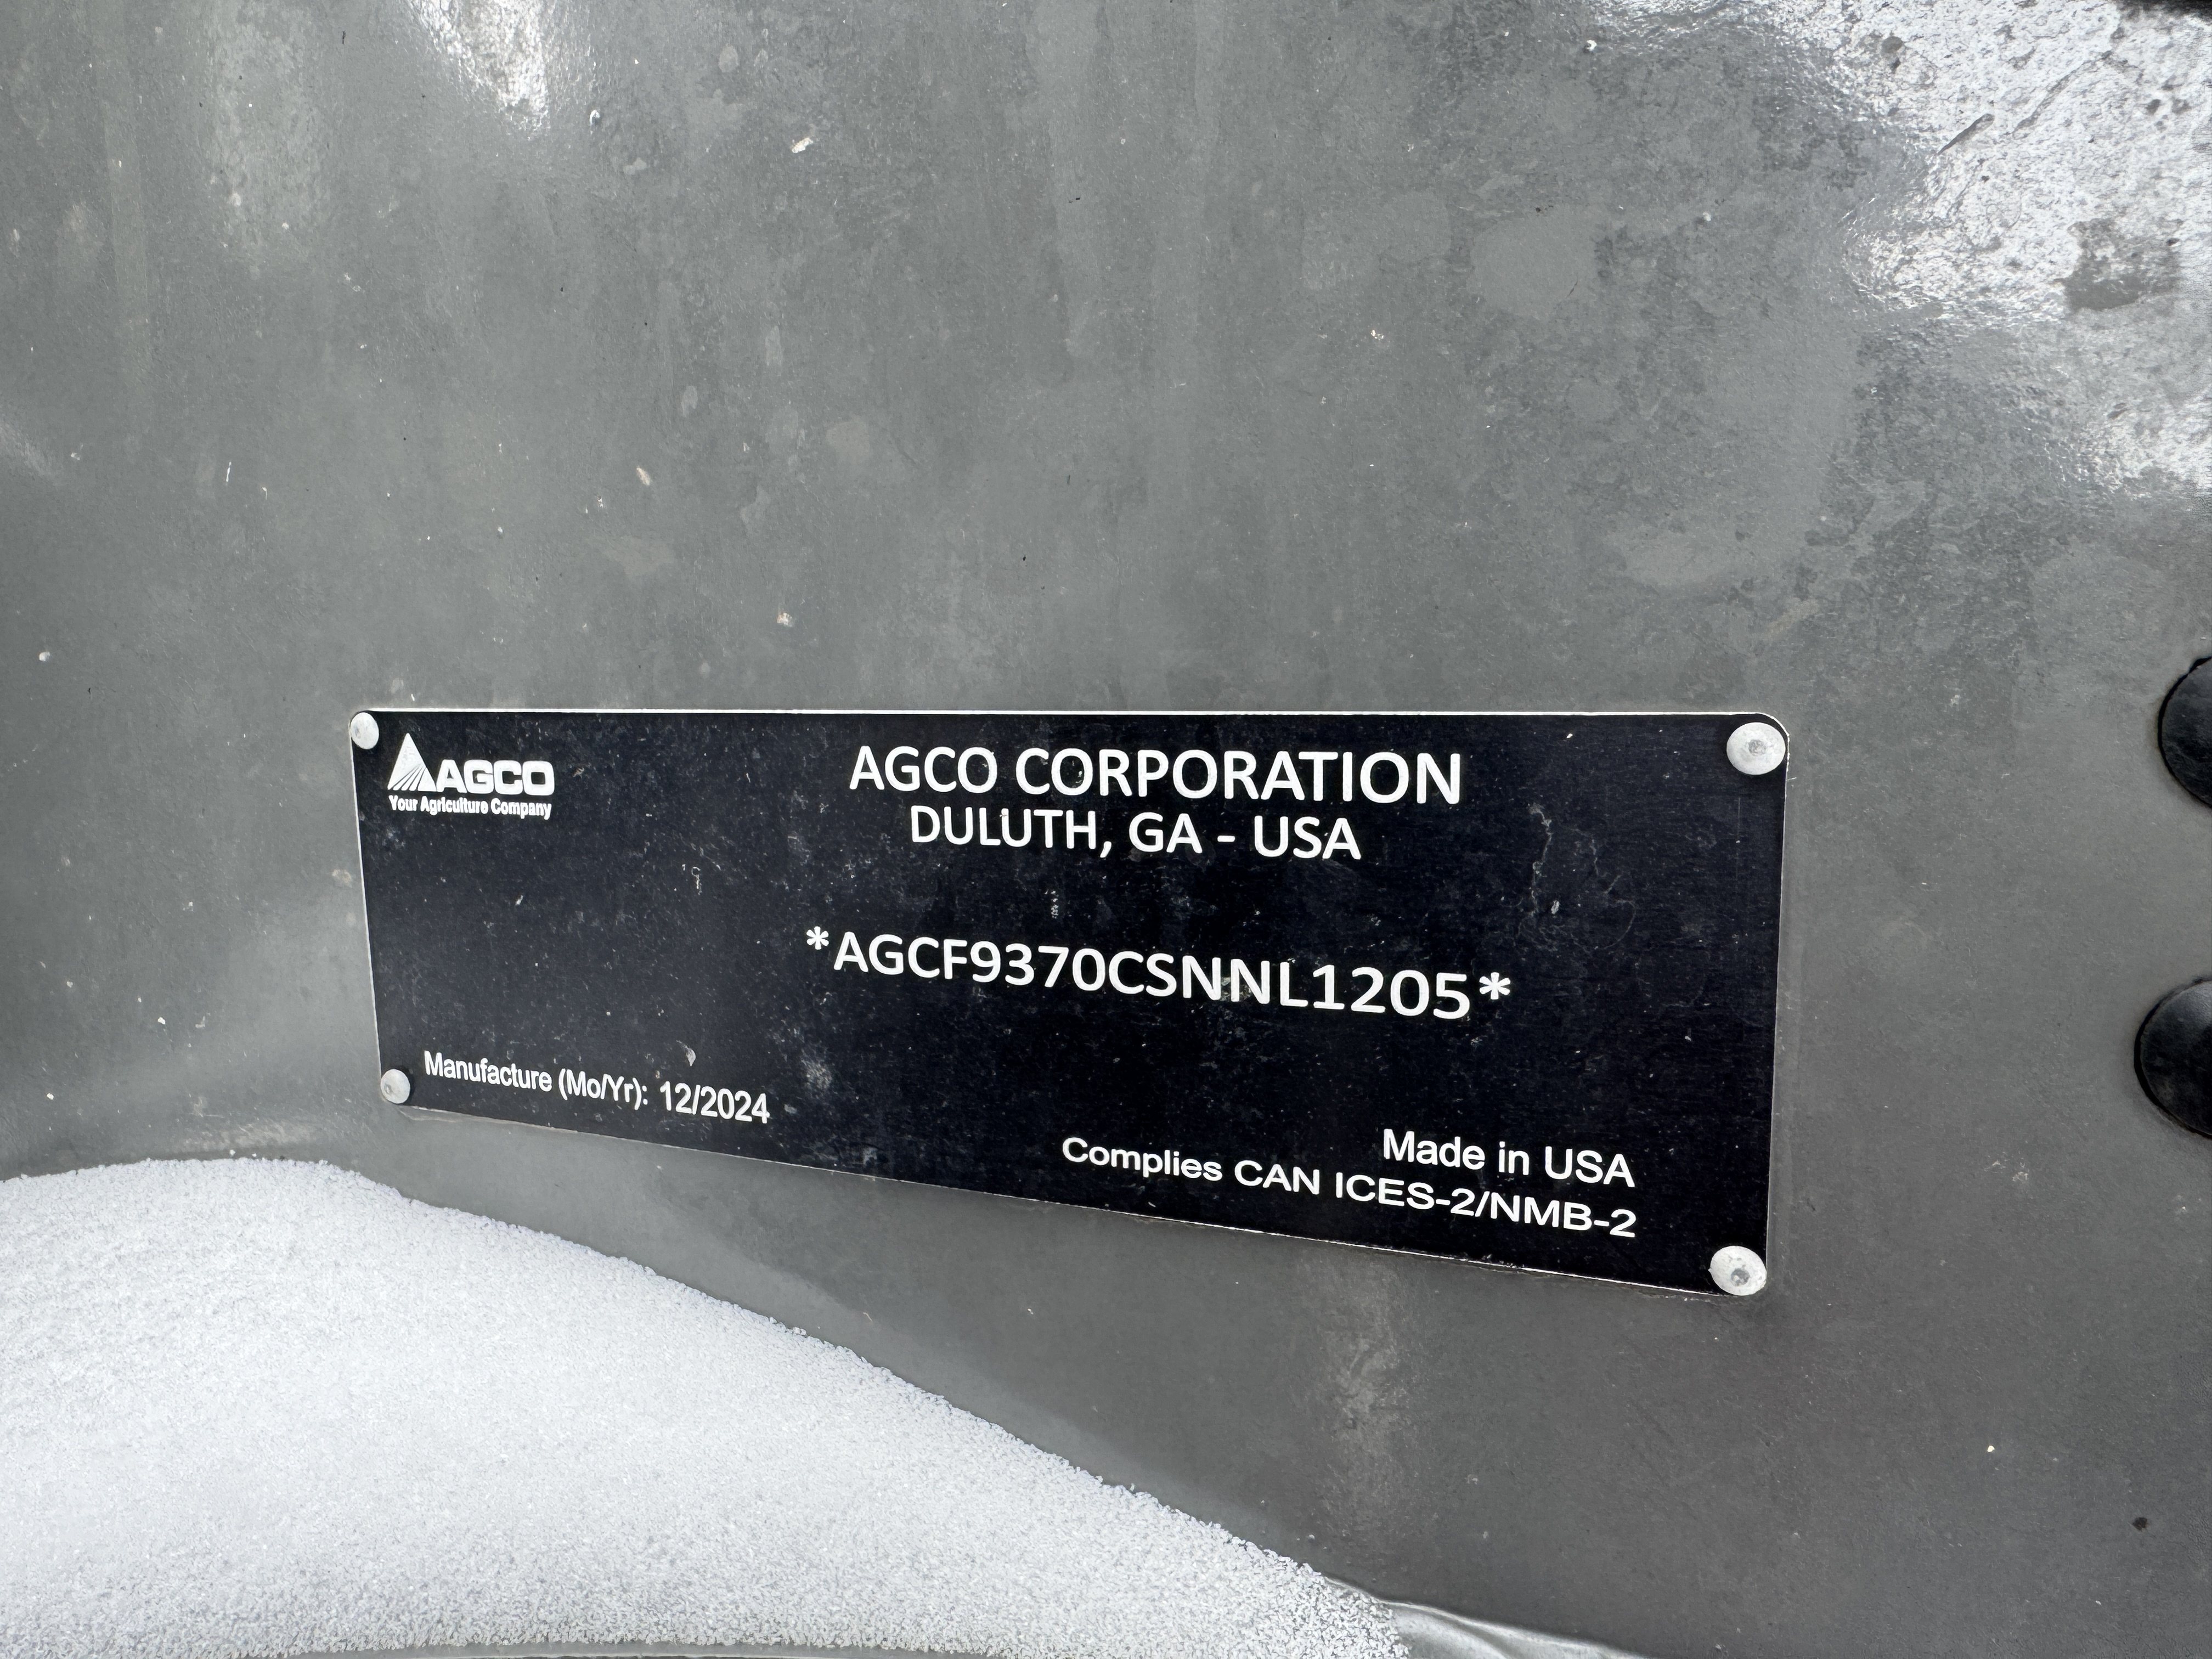 AGCO
Your Agriculture Company
AGCO CORPORATION
DULUTH, GA - USA
*AGCF9370CSNNL1205*
Manufacture (Mo/Yr): 12/2024
Made in USA
Complies CAN ICES-2/NMB-2